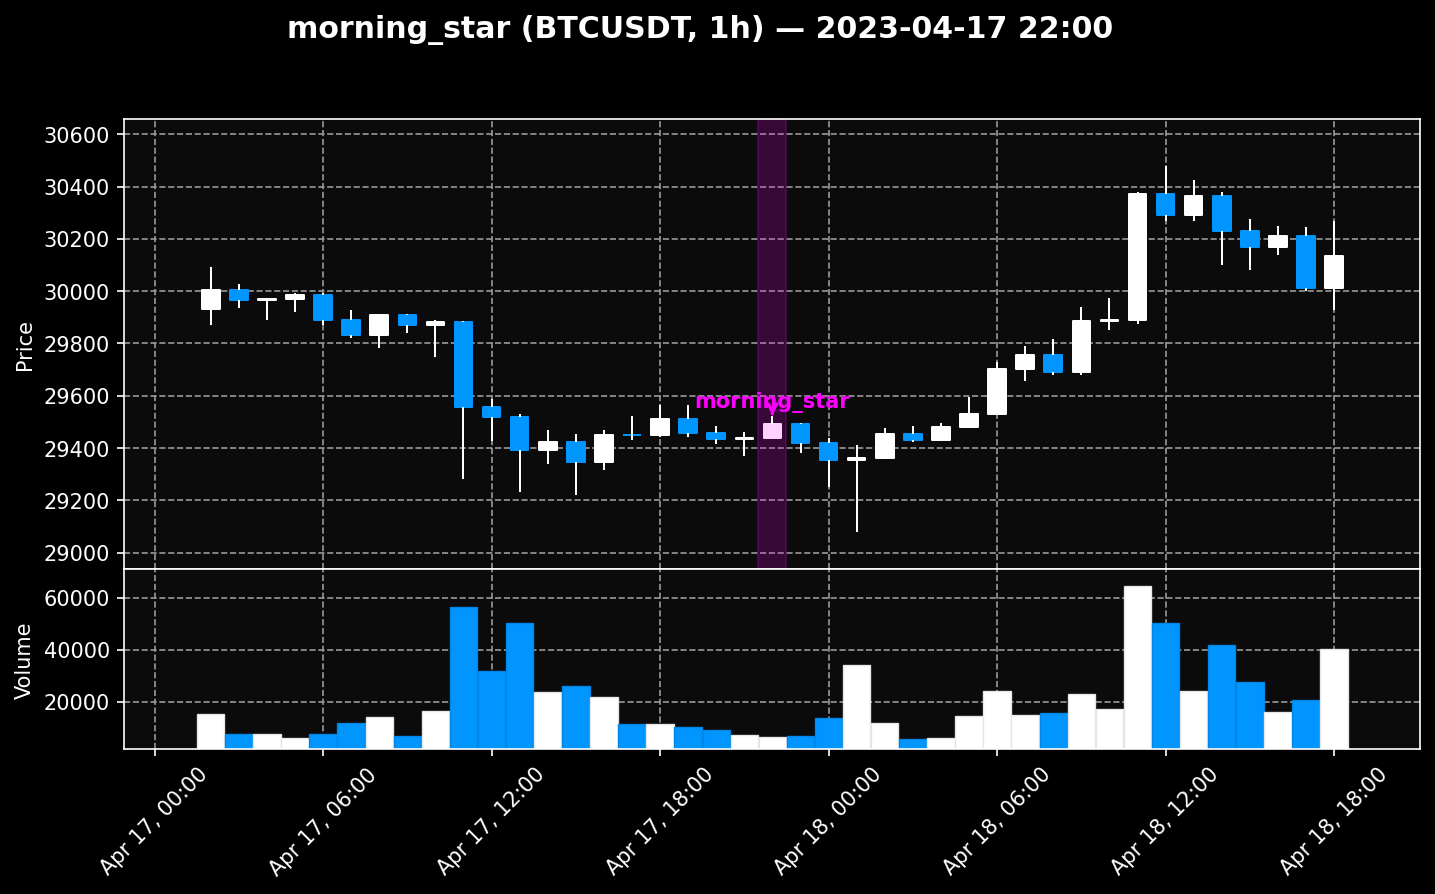 morning_star (BTCUSDT, 1h) — 2023-04-17 22:00
30600
30400
30200
30000
29800
29600
29400
29200
29000
Price
morning_star
60000
40000
20000
Volume
Apr 17, 00:00
Apr 17, 06:00
Apr 17, 12:00
Apr 17, 18:00
Apr 18, 00:00
Apr 18, 06:00
Apr 18, 12:00
Apr 18, 18:00